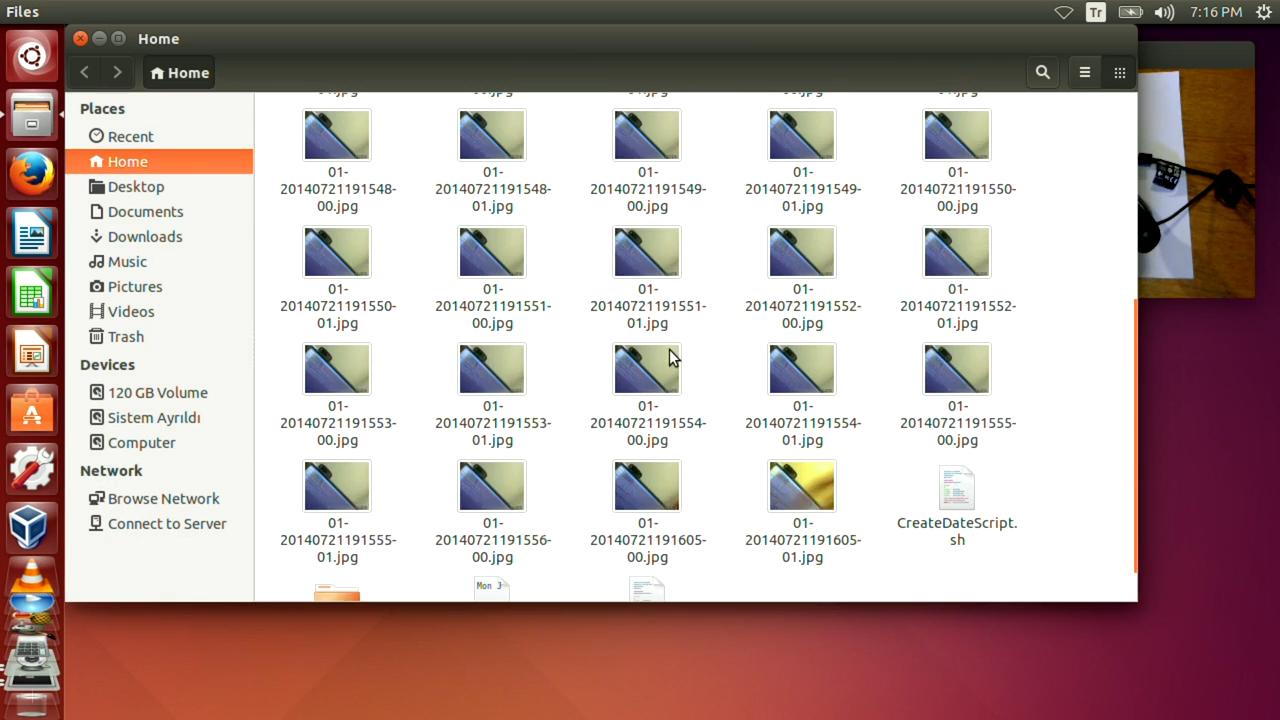 Files
Tr
7:16 PM
Home
Home
Places
Recent
Home
Desktop
Documents
Downloads
Music
Pictures
Videos
Trash
Devices
120 GB Volume
Sistem Ayrıldı
Computer
Network
Browse Network
Connect to Server
01-
20140721191548-
00.jpg
01-
20140721191548-
01.jpg
01-
20140721191549-
00.jpg
01-
20140721191549-
01.jpg
01-
20140721191550-
00.jpg
01-
20140721191550-
01.jpg
01-
20140721191551-
00.jpg
01-
20140721191551-
01.jpg
01-
20140721191552-
00.jpg
01-
20140721191552-
01.jpg
01-
20140721191553-
00.jpg
01-
20140721191553-
01.jpg
01-
20140721191554-
00.jpg
01-
20140721191554-
01.jpg
01-
20140721191555-
00.jpg
01-
20140721191555-
01.jpg
01-
20140721191556-
00.jpg
01-
20140721191605-
00.jpg
01-
20140721191605-
01.jpg
CreateDateScript.
sh
Mon J